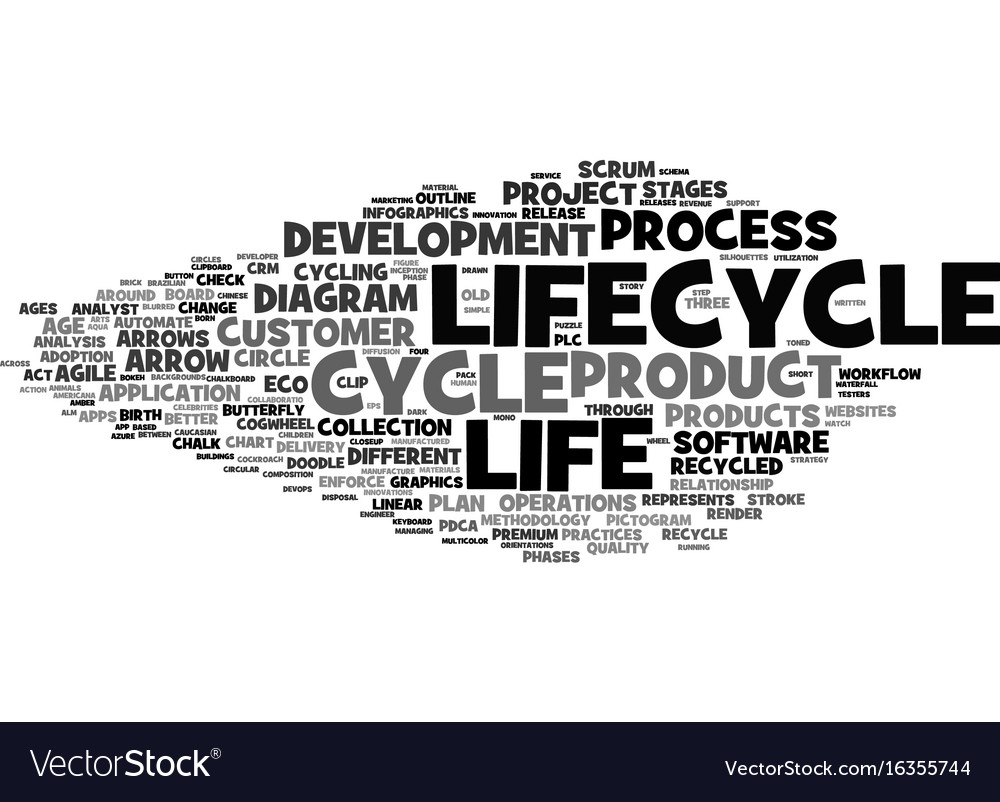 SCRUM SCHEMA
SERVICE
MATERIAL
PROJECT STAGES
MARKETING OUTLINE
RELEASES REVENUE SUPPORT
INFOGRAPHICS INNOVATION RELEASE
DEVELOPMENT PROCESS
CIRCLES DEVELOPER
SILHOUETTES UTILIZATION
CLIPBOARD CRM CYCLING FIGURE
INCEPTION
PHASE
DRAWN
LIFECYCLE
BUTTON CHECK
BRICK BRAZILIAN
DIAGRAM
STORY
AROUND BOARD CHINESE
OLD
STEP
THREE
WRITTEN
AGES ANALYST BLURRED CHANGE
SIMPLE
AGE ARTS
AQUA
AUTOMATE BORN
CUSTOMER
PUZZLE
PLC
TONED
ANALYSIS ARROWS
ADOPTION ARROW CIRCLE DIFFUSION FOUR
CYCLE PRODUCT
ACROSS
ACT AGILE BOKEH BACKGROUNDS CHALKBOARD
ECO CLIP PACK
HUMAN
SHORT WORKFLOW
WATERFALL
TESTERS
ACTION ANIMALS
AMERICANA
APPLICATION COLLABORATIO
AMBER
EPS DARK
ALM APPS BIRTH CELEBRITIES
BETTER BUTTERFLY
MONO
THROUGH PRODUCTS WEBSITES
WATCH
APP BASED
COGWHEEL COLLECTION
LIFE
AZURE BETWEEN CAUCASIAN CHILDREN
CHALK CHART DELIVERY CLOSEUP MANUFACTURED
WHEEL SOFTWARE
BUILDINGS COCKROACH DOODLE DIFFERENT
RECYCLED STRATEGY
CIRCULAR COMPOSITION MANUFACTURE MATERIALS
ENFORCE GRAPHICS
RELATIONSHIP
DEVOPS DISPOSAL INNOVATIONS
LINEAR PLAN OPERATIONS REPRESENTS STROKE
ENGINEER
KEYBOARD
MANAGING
PDCA METHODOLOGY PICTOGRAM RENDER
MULTICOLOR PREMIUM PRACTICES RECYCLE
ORIENTATIONS
PHASES QUALITY RUNNING
VectorStock®
VectorStock.com/16355744